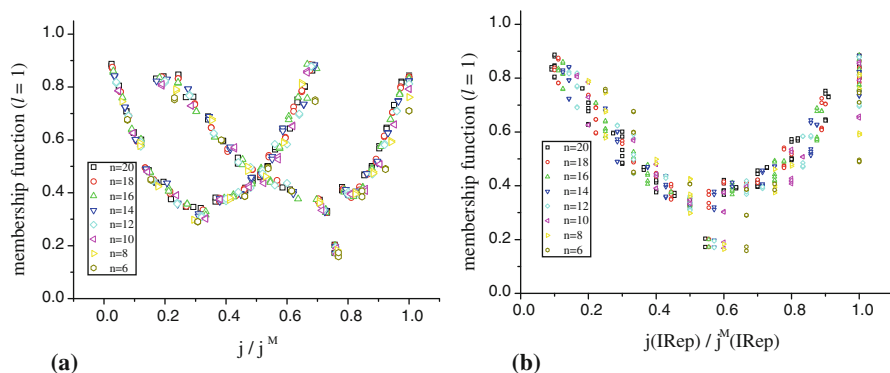 membership function (l = 1)
1.0
0.8
0.6
0.4
0.2
0.0
n=20
n=18
n=16
n=14
n=12
n=10
n=8
n=6
0.0 0.2 0.4 0.6 0.8 1.0
j / j^M
(a)
membership function (l = 1)
1.0
0.8
0.6
0.4
0.2
0.0
n=20
n=18
n=16
n=14
n=12
n=10
n=8
n=6
0.0 0.2 0.4 0.6 0.8 1.0
j(IRep) / j^M(IRep)
(b)